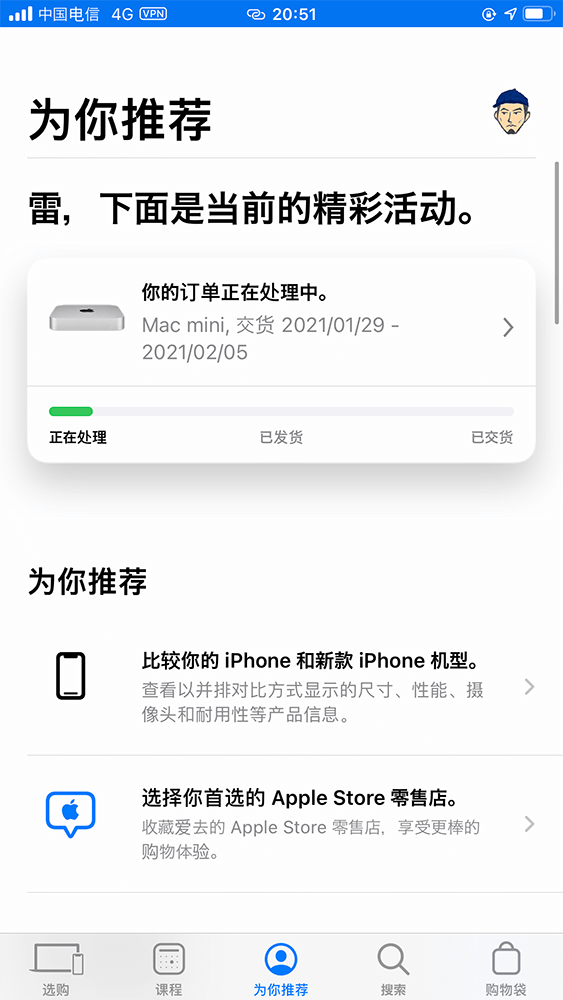 中国电信 4G VPN 20:51
为你推荐
雷，下面是当前的精彩活动。
你的订单正在处理中。
Mac mini, 交货 2021/01/29 -
2021/02/05
正在处理 已发货 已交货
为你推荐
比较你的 iPhone 和新款 iPhone 机型。
查看以并排对比方式显示的尺寸、性能、摄
像头和耐用性等产品信息。
选择你首选的 Apple Store 零售店。
收藏爱去的 Apple Store 零售店，享受更棒的
购物体验。
选购 课程 为你推荐 搜索 购物袋